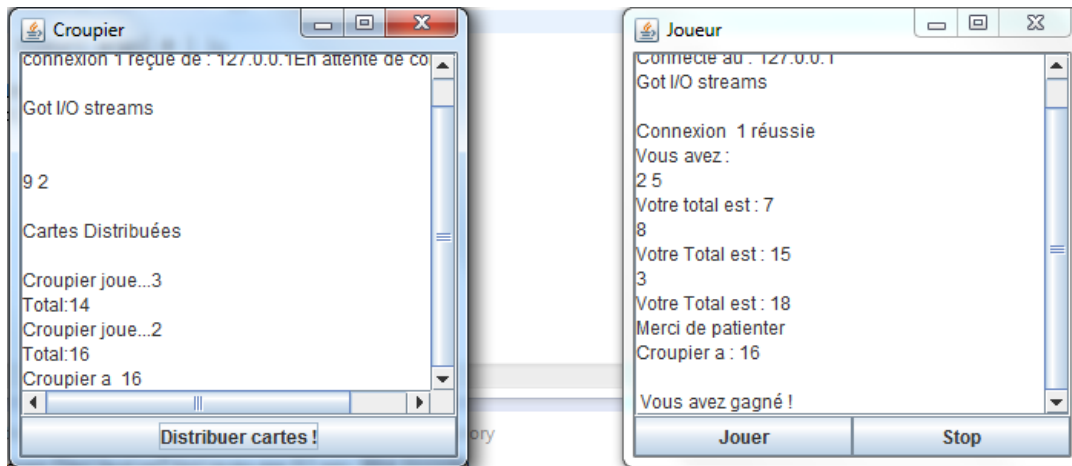 Croupier
connexion 1 reçue de : 127.0.0.1En attente de co
Got I/O streams
9 2
Cartes Distribuées
Croupier joue...3
Total:14
Croupier joue...2
Total:16
Croupier a  16
Distribuer cartes !
ory
Joueur
Connecté au : 127.0.0.1
Got I/O streams
Connexion  1 réussie
Vous avez :
2 5
Votre total est : 7
8
Votre Total est : 15
3
Votre Total est : 18
Merci de patienter
Croupier a : 16
Vous avez gagné !
Jouer
Stop